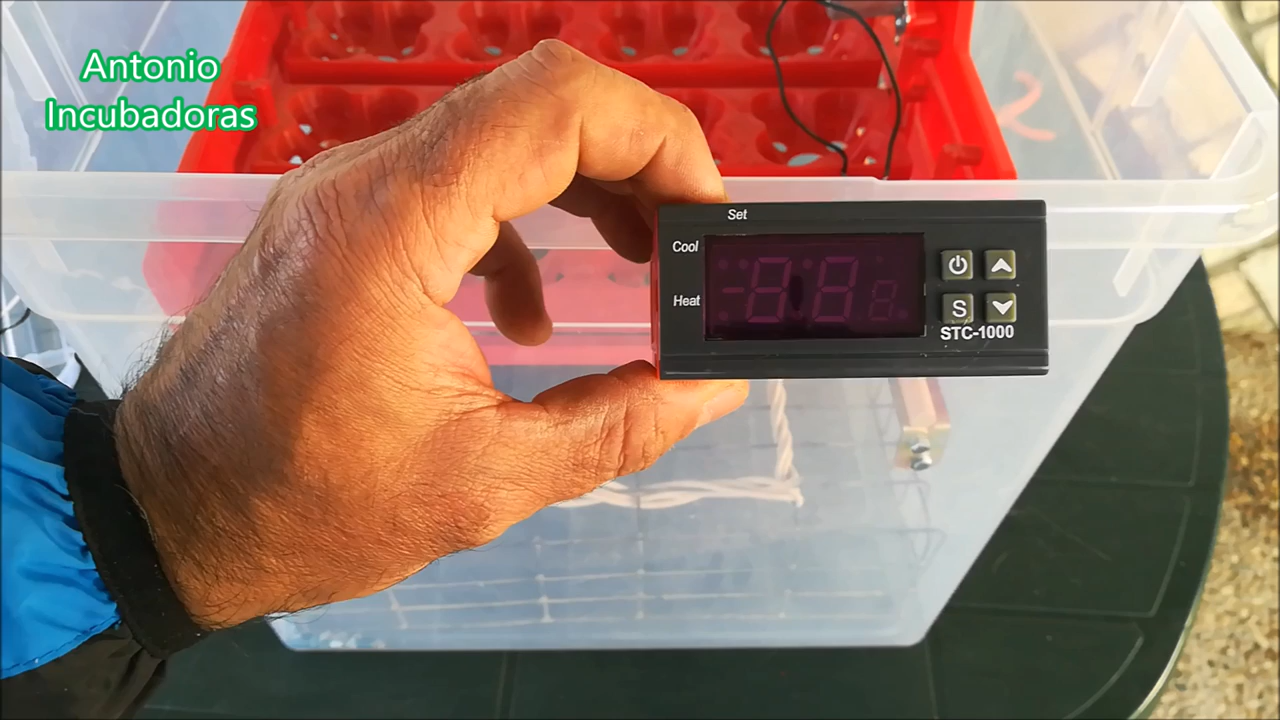 Antonio
Incubadoras
Set
Cool
Heat
S
STC-1000